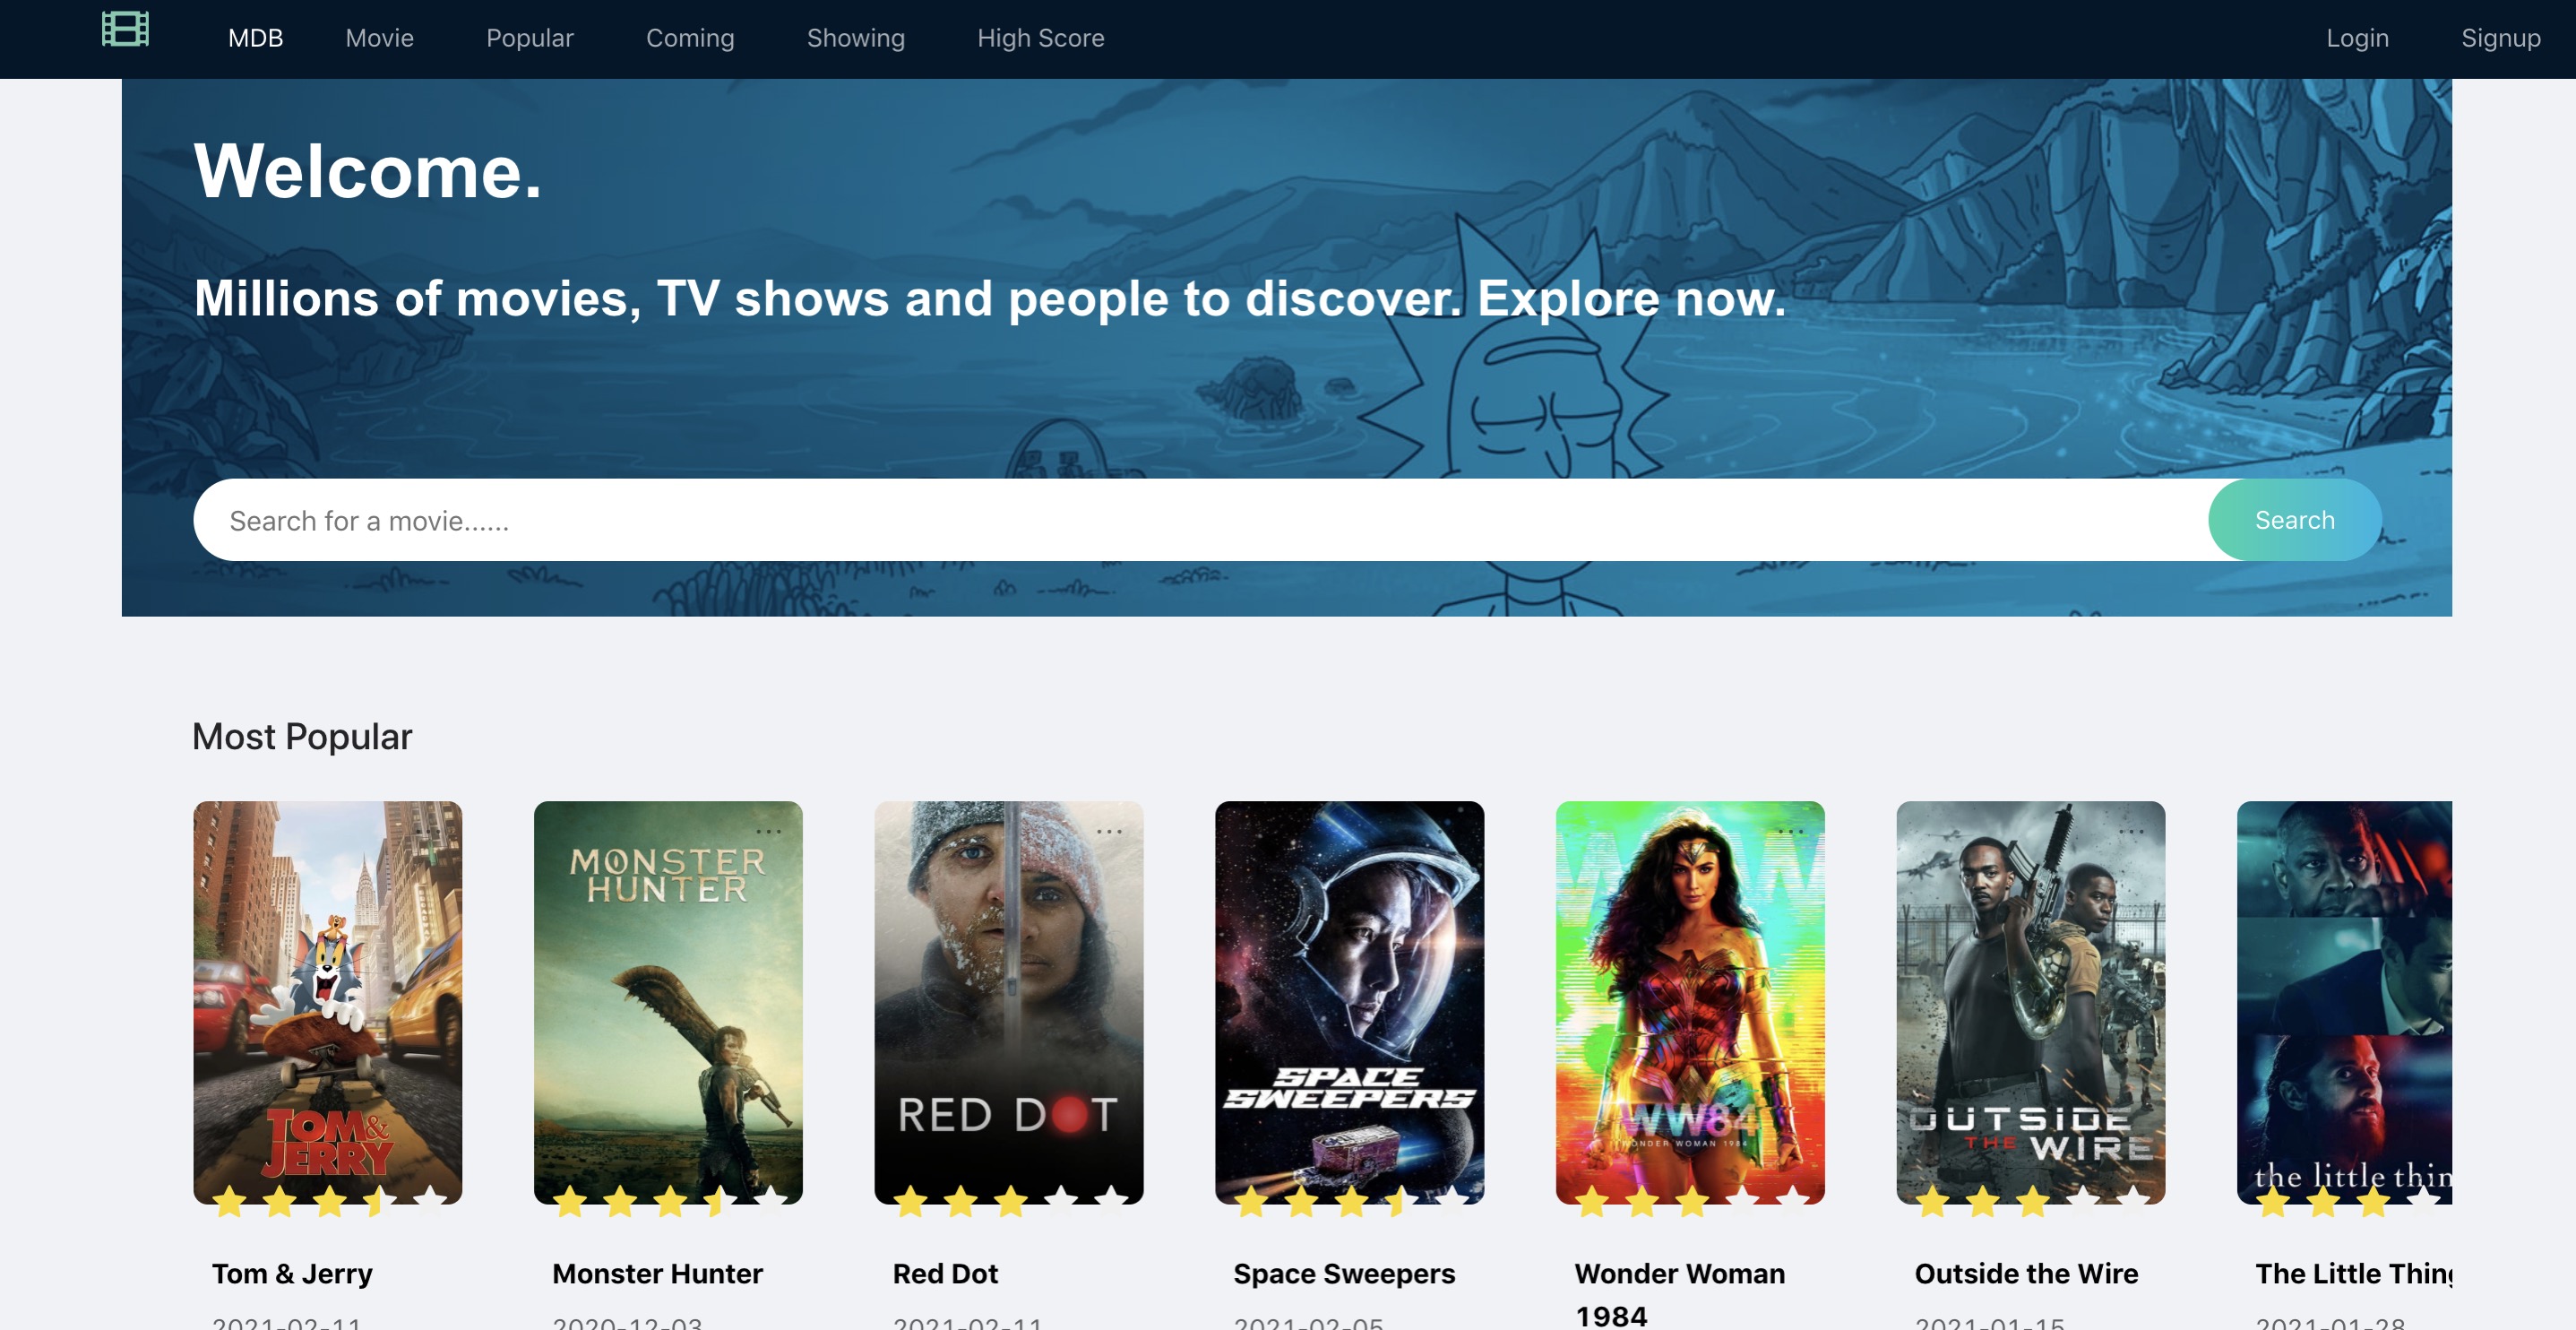 MDB Movie Popular Coming Showing High Score Login Signup
Welcome.
Millions of movies, TV shows and people to discover. Explore now.
Search for a movie...... Search
Most Popular
MONSTER
HUNTER
TOM &
JERRY
RED DOT
SPACE
SWEEPERS
WW84
WONDER WOMAN 1984
OUTSIDE
THE WIRE
the little thin
Tom & Jerry
2021-02-11
Monster Hunter
2020-12-03
Red Dot
2021-02-11
Space Sweepers
2021-02-05
Wonder Woman
1984
Outside the Wire
2021-01-15
The Little Thing
2021-01-28